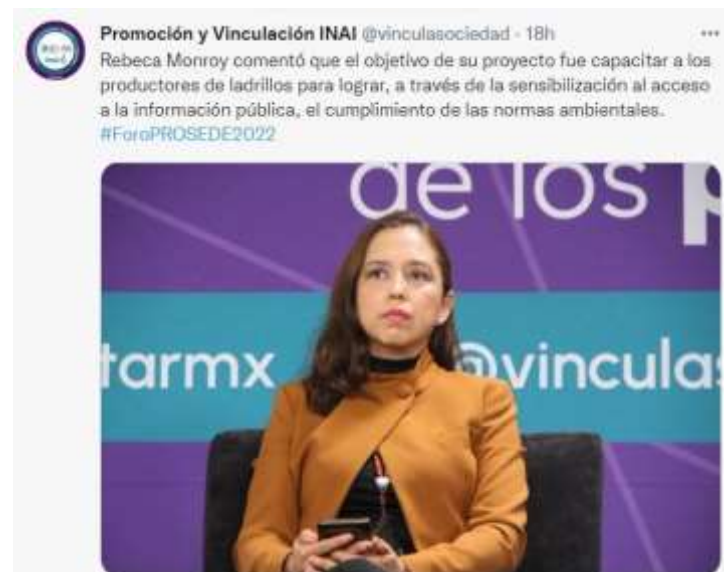 Promoción y Vinculación INAI @vinculasociedad · 18h
Rebeca Monroy comentó que el objetivo de su proyecto fue capacitar a los
productores de ladrillos para lograr, a través de la sensibilización al acceso
a la información pública, el cumplimiento de las normas ambientales.
#ForoPROSEDE2022
de los p
tarmx @vinculas